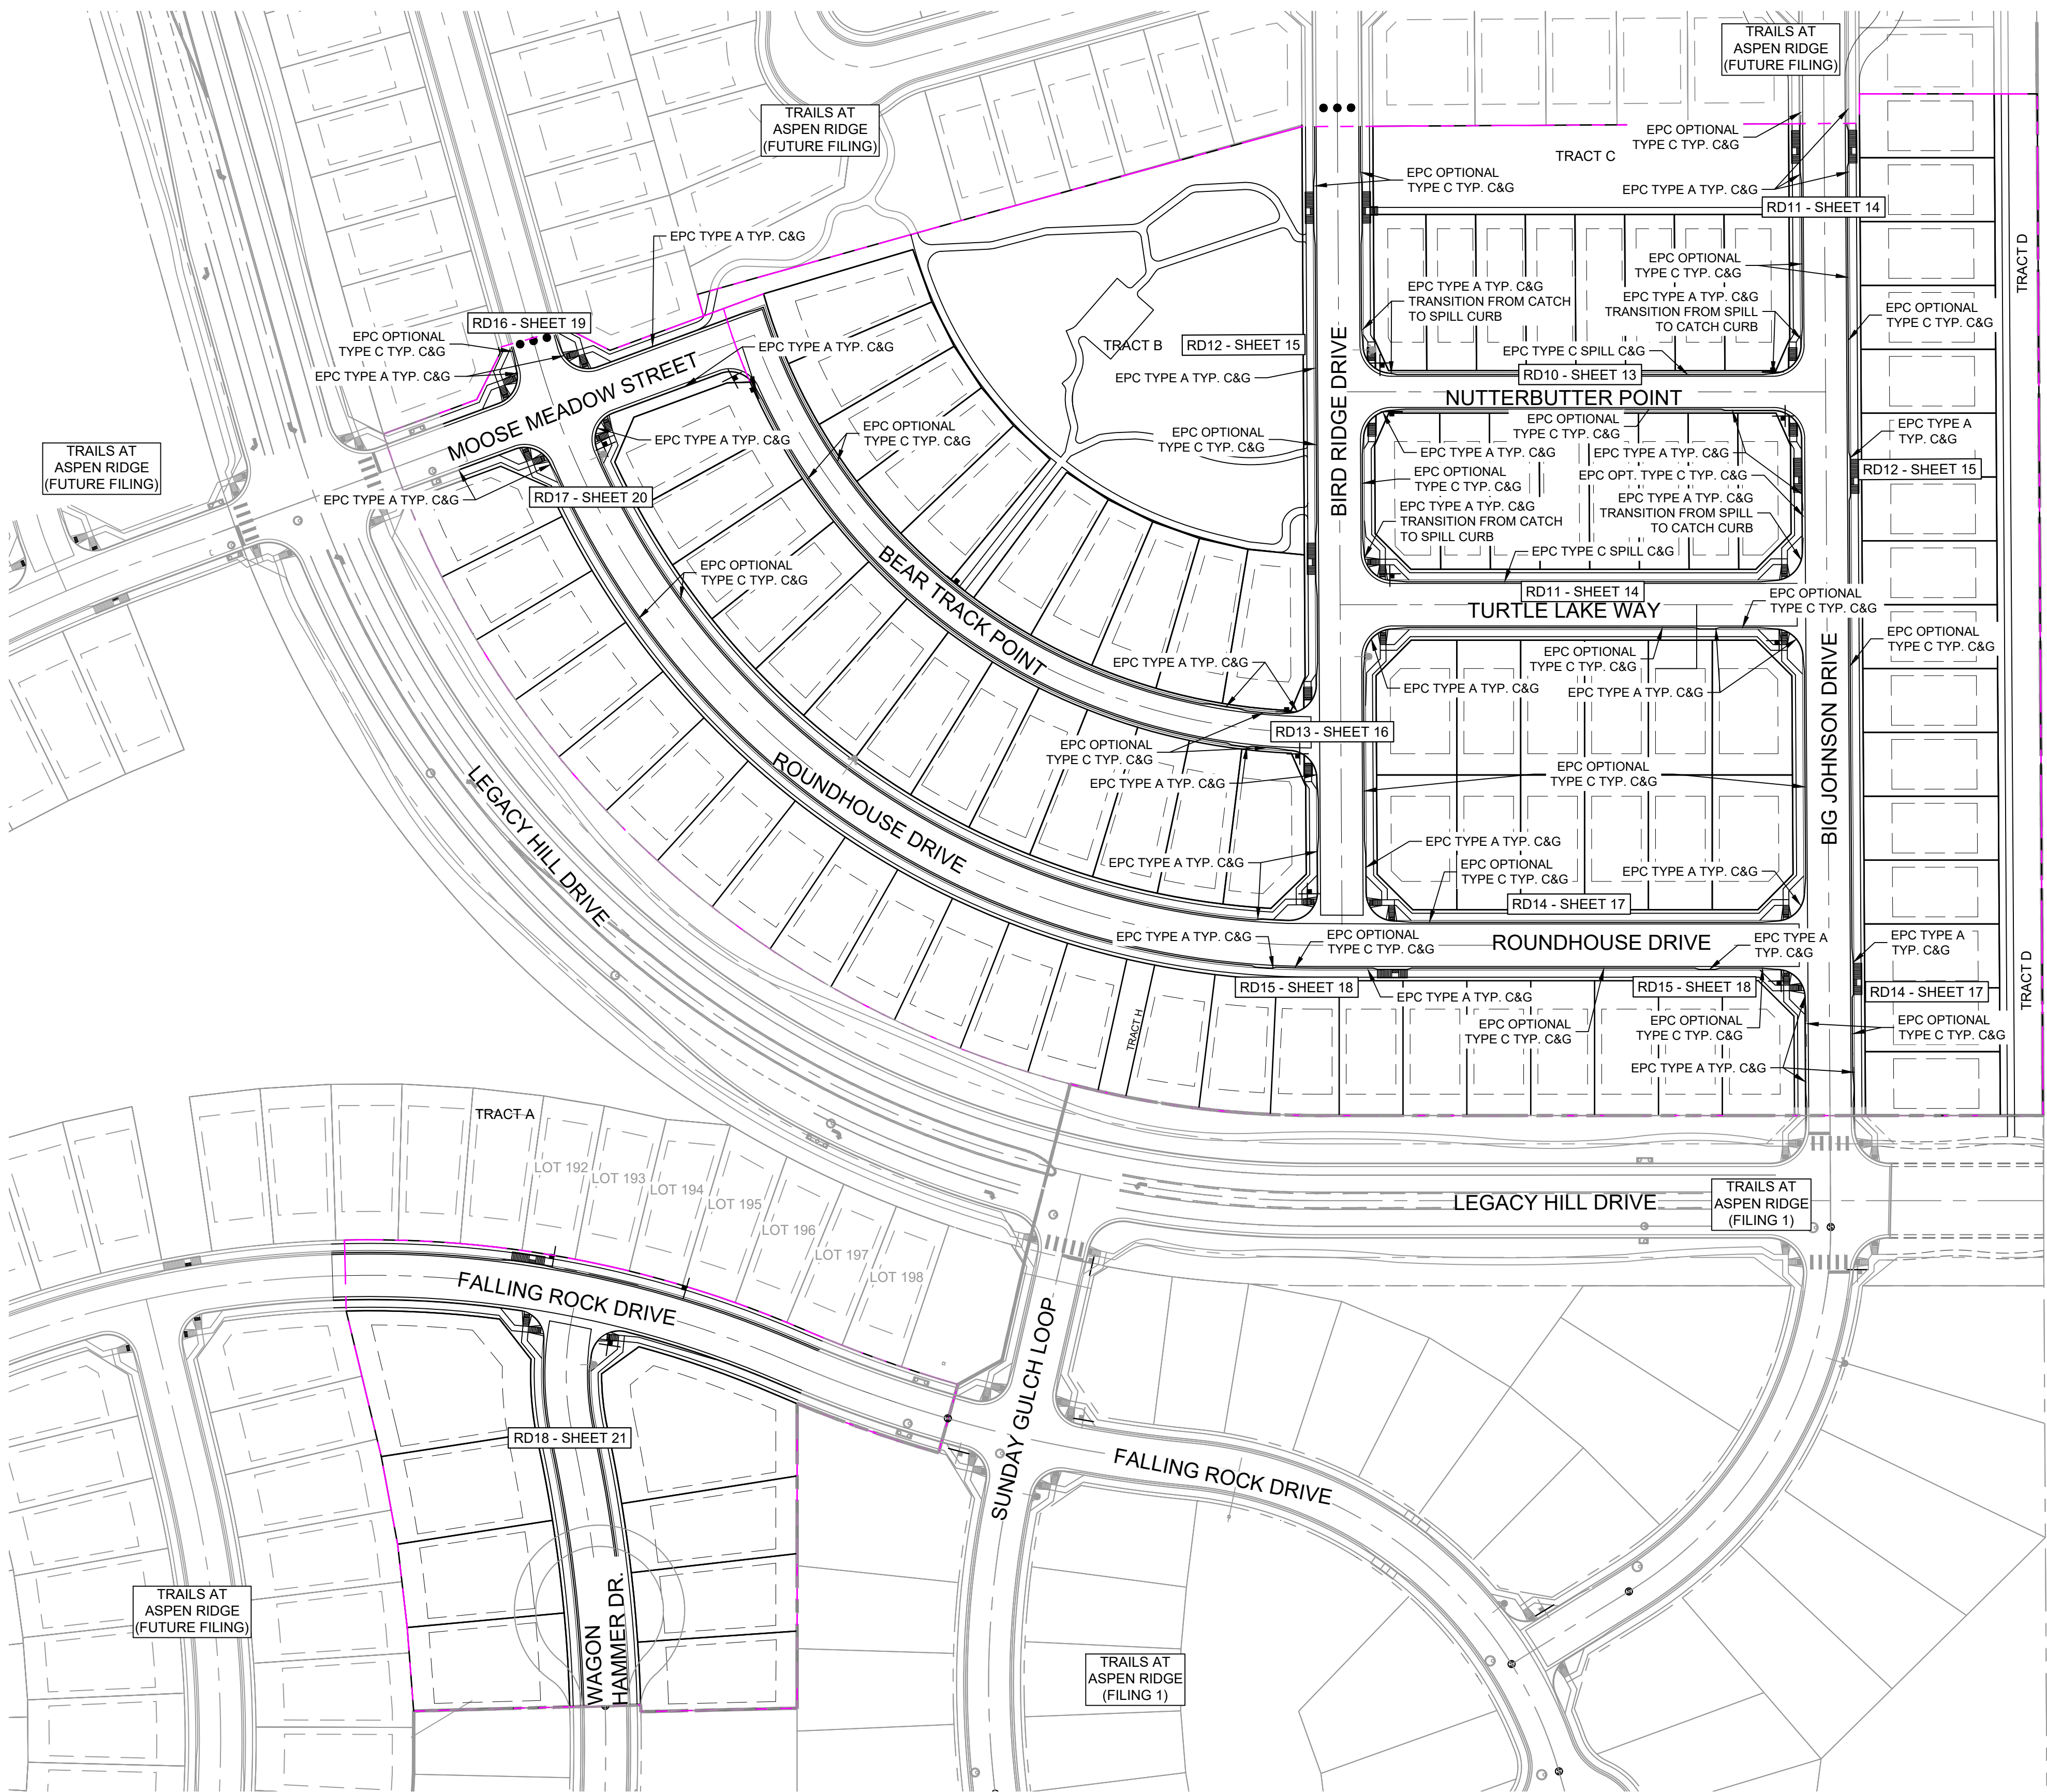 TRAILS AT
ASPEN RIDGE
(FUTURE FILING)
TRAILS AT
ASPEN RIDGE
(FUTURE FILING)
EPC OPTIONAL
TYPE C TYP. C&G
TRACT C
EPC OPTIONAL
TYPE C TYP. C&G
EPC TYPE A TYP. C&G
RD11 - SHEET 14
EPC TYPE A TYP. C&G
TRACT D
EPC OPTIONAL
TYPE C TYP. C&G
EPC TYPE A TYP. C&G
TRANSITION FROM CATCH
TO SPILL CURB
EPC TYPE A TYP. C&G
TRANSITION FROM SPILL
TO CATCH CURB
EPC OPTIONAL
TYPE C TYP. C&G
RD16 - SHEET 19
EPC OPTIONAL
TYPE C TYP. C&G
EPC TYPE A TYP. C&G
EPC TYPE A TYP. C&G
TRACT B
RD12 - SHEET 15
EPC TYPE A TYP. C&G
BIRD RIDGE DRIVE
EPC TYPE C SPILL C&G
RD10 - SHEET 13
NUTTERBUTTER POINT
MOOSE MEADOW STREET
EPC OPTIONAL
TYPE C TYP. C&G
EPC TYPE A TYP. C&G
EPC OPTIONAL
TYPE C TYP. C&G
EPC OPTIONAL
TYPE C TYP. C&G
EPC TYPE A
TYP. C&G
EPC TYPE A TYP. C&G
EPC TYPE A TYP. C&G
TRAILS AT
ASPEN RIDGE
(FUTURE FILING)
EPC OPTIONAL
TYPE C TYP. C&G
EPC OPT. TYPE C TYP. C&G
RD12 - SHEET 15
EPC TYPE A TYP. C&G
RD17 - SHEET 20
EPC TYPE A TYP. C&G
TRANSITION FROM CATCH
TO SPILL CURB
EPC TYPE A TYP. C&G
TRANSITION FROM SPILL
TO CATCH CURB
EPC TYPE C SPILL C&G
EPC OPTIONAL
TYPE C TYP. C&G
BEAR TRACK POINT
RD11 - SHEET 14
TURTLE LAKE WAY
EPC OPTIONAL
TYPE C TYP. C&G
EPC OPTIONAL
TYPE C TYP. C&G
EPC OPTIONAL
TYPE C TYP. C&G
EPC TYPE A TYP. C&G
EPC TYPE A TYP. C&G
EPC TYPE A TYP. C&G
BIG JOHNSON DRIVE
RD13 - SHEET 16
EPC OPTIONAL
TYPE C TYP. C&G
EPC TYPE A TYP. C&G
EPC OPTIONAL
TYPE C TYP. C&G
ROUNDHOUSE DRIVE
LEGACY HILL DRIVE
EPC TYPE A TYP. C&G
EPC TYPE A TYP. C&G
EPC OPTIONAL
TYPE C TYP. C&G
EPC TYPE A TYP. C&G
RD14 - SHEET 17
EPC TYPE A TYP. C&G
EPC OPTIONAL
TYPE C TYP. C&G
ROUNDHOUSE DRIVE
EPC TYPE A
TYP. C&G
EPC TYPE A
TYP. C&G
TRACT D
RD15 - SHEET 18
EPC TYPE A TYP. C&G
RD15 - SHEET 18
RD14 - SHEET 17
TRACT H
EPC OPTIONAL
TYPE C TYP. C&G
EPC OPTIONAL
TYPE C TYP. C&G
EPC OPTIONAL
TYPE C TYP. C&G
EPC TYPE A TYP. C&G
TRACT A
LOT 192
LOT 193
LOT 194
LOT 195
LOT 196
LOT 197
LOT 198
LEGACY HILL DRIVE
TRAILS AT
ASPEN RIDGE
(FILING 1)
FALLING ROCK DRIVE
SUNDAY GULCH LOOP
RD18 - SHEET 21
FALLING ROCK DRIVE
TRAILS AT
ASPEN RIDGE
(FUTURE FILING)
WAGON
HAMMER DR.
TRAILS AT
ASPEN RIDGE
(FILING 1)